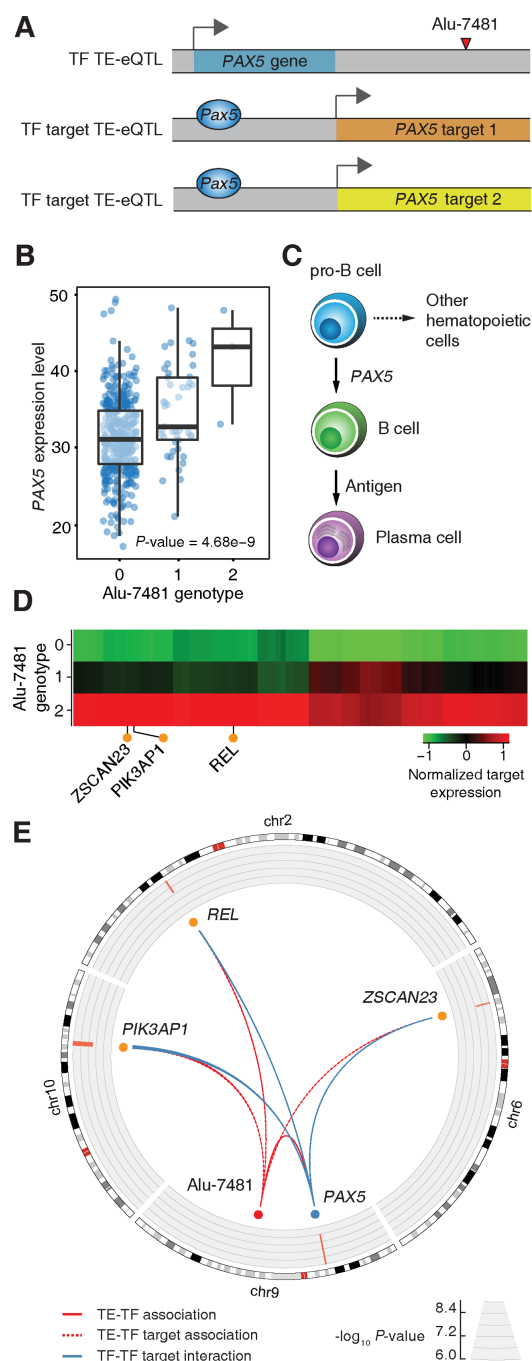 A
Alu-7481
TF TE-eQTL
PAX5 gene
Pax5
TF target TE-eQTL
PAX5 target 1
Pax5
TF target TE-eQTL
PAX5 target 2
B
PAX5 expression level
50
40
30
20
P-value = 4.68e−9
0 1 2
Alu-7481 genotype
C
pro-B cell
Other
hematopoietic
cells
PAX5
B cell
Antigen
Plasma cell
D
Alu-7481
genotype
0
1
2
ZSCAN23
PIK3AP1
REL
−1 0 1
Normalized target
expression
E
chr2
REL
ZSCAN23
PIK3AP1
chr10
chr6
Alu-7481
PAX5
chr9
TE-TF association
TE-TF target association
TF-TF target interaction
-log10 P-value
8.4
7.2
6.0